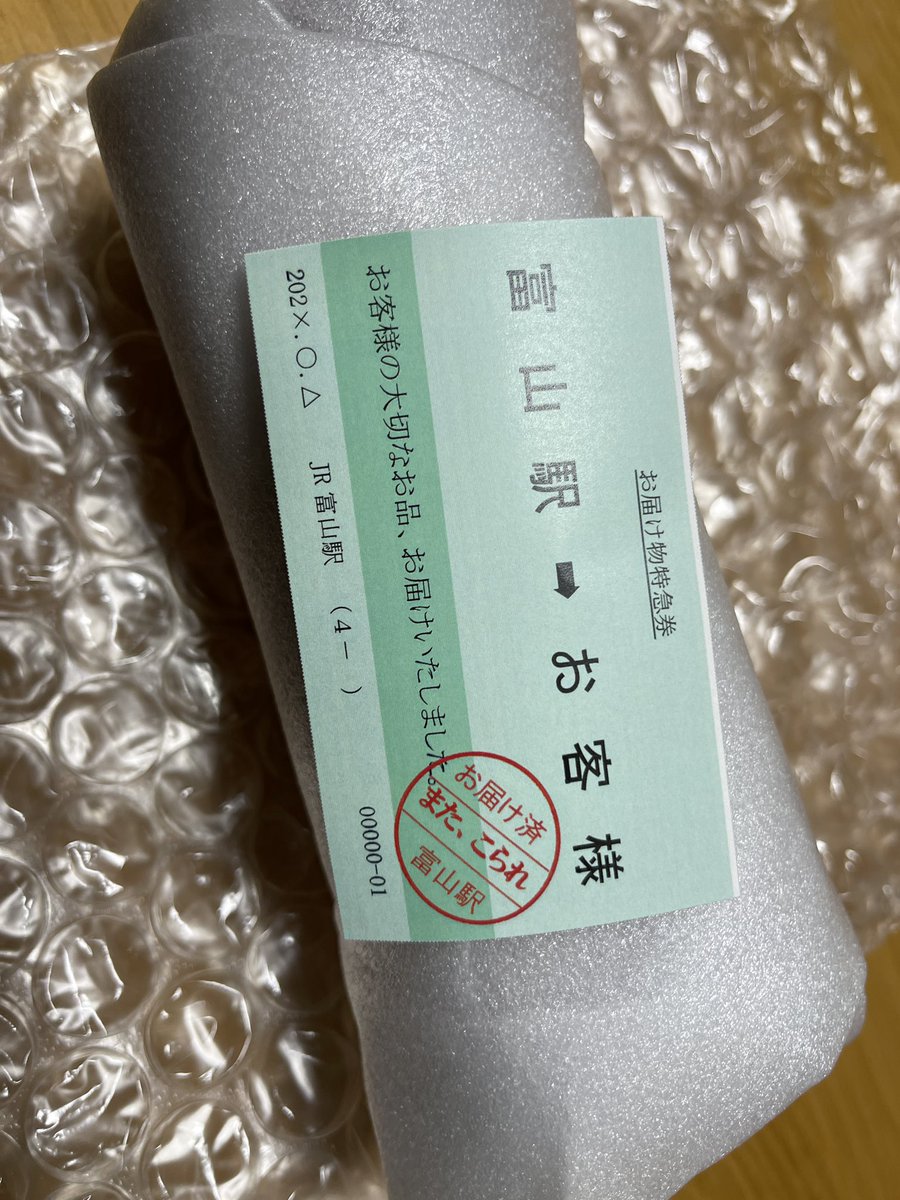 お届け物特急券
富山駅➡お客様
お客様の大切なお品、お届けいたしました。
202×.○.△ JR富山駅 (4ー )
00000-01
お届け済
また、こられ
富山駅